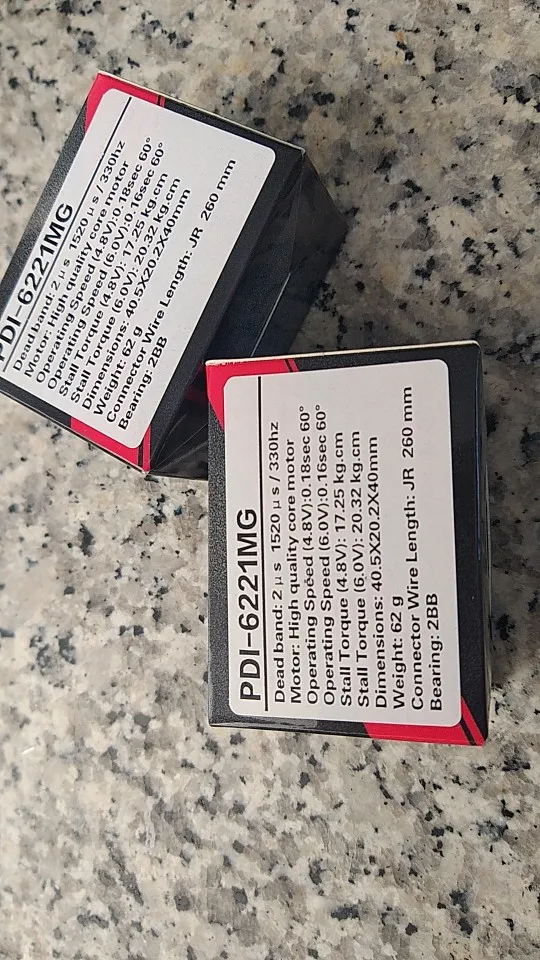 PDI-6221MG
Dead band: 2μs 1520μs / 330hz
Motor: High quality core motor
Operating Speed (4.8V):0.18sec 60°
Operating Speed (6.0V):0.16sec 60°
Stall Torque (4.8V): 17.25 kg.cm
Stall Torque (6.0V): 20.32 kg.cm
Dimensions: 40.5X20.2X40mm
Weight: 62 g
Connector Wire Length: JR 260 mm
Bearing: 2BB
PDI-6221MG
Dead band: 2μs 1520μs / 330hz
Motor: High quality core motor
Operating Speed (4.8V):0.18sec 60°
Operating Speed (6.0V):0.16sec 60°
Stall Torque (4.8V): 17.25 kg.cm
Stall Torque (6.0V): 20.32 kg.cm
Dimensions: 40.5X20.2X40mm
Weight: 62 g
Connector Wire Length: JR 260 mm
Bearing: 2BB